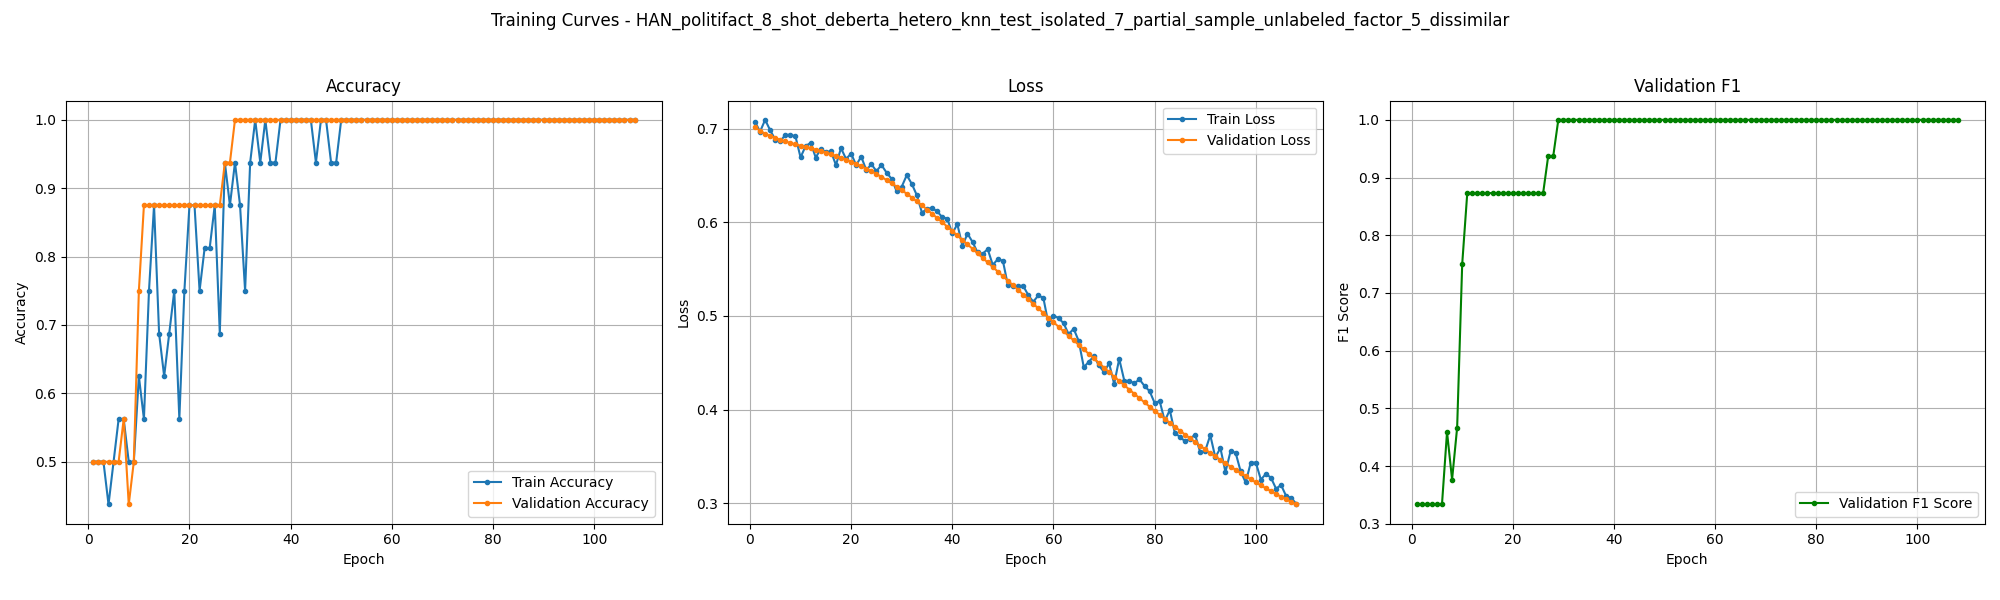 Training Curves - HAN_politifact_8_shot_deberta_hetero_knn_test_isolated_7_partial_sample_unlabeled_factor_5_dissimilar
Accuracy
1.0
0.9
0.8
0.7
0.6
0.5
Accuracy
0 20 40 60 80 100
Epoch
Train Accuracy
Validation Accuracy
Loss
0.7
0.6
0.5
0.4
0.3
Loss
0 20 40 60 80 100
Epoch
Train Loss
Validation Loss
Validation F1
1.0
0.9
0.8
0.7
0.6
0.5
0.4
0.3
F1 Score
0 20 40 60 80 100
Epoch
Validation F1 Score